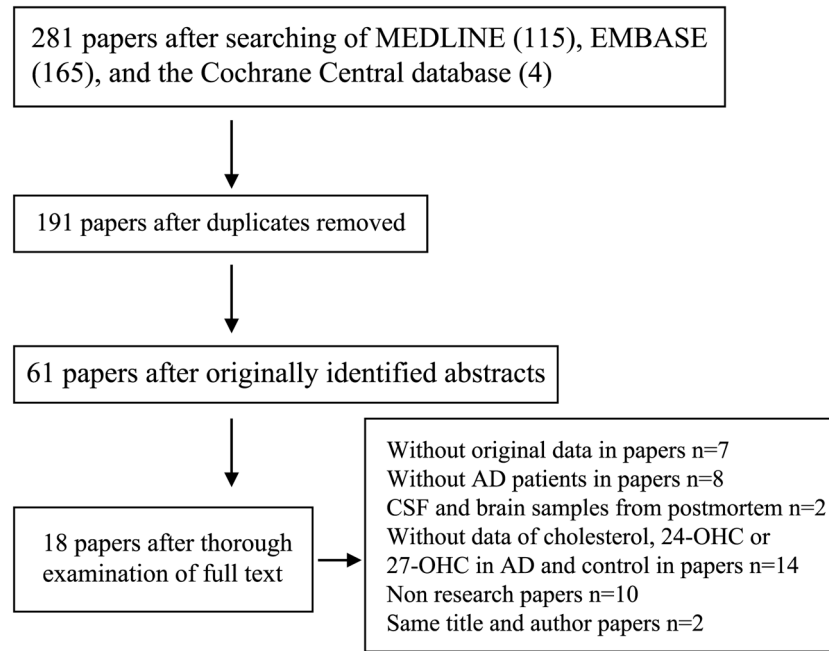 281 papers after searching of MEDLINE (115), EMBASE
(165), and the Cochrane Central database (4)
191 papers after duplicates removed
61 papers after originally identified abstracts
18 papers after thorough
examination of full text
Without original data in papers n=7
Without AD patients in papers n=8
CSF and brain samples from postmortem n=2
Without data of cholesterol, 24-OHC or
27-OHC in AD and control in papers n=14
Non research papers n=10
Same title and author papers n=2